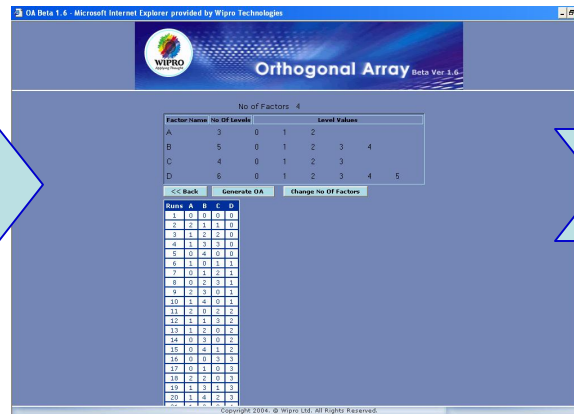 OA Beta 1.6 - Microsoft Internet Explorer provided by Wipro Technologies
WIPRO
Applying Thought
Orthogonal Array Beta Ver 1.6
No of Factors 4
Factor Name No Of Levels Level Values
A 3 0 1 2
B 5 0 1 2 3 4
C 4 0 1 2 3
D 6 0 1 2 3 4 5
<< Back Generate OA Change No Of Factors
Runs A B C D
1 0 0 0 0
2 2 1 1 0
3 1 2 2 0
4 1 3 3 0
5 0 4 0 0
6 1 0 1 1
7 0 1 2 1
8 0 2 3 1
9 2 3 0 1
10 1 4 0 1
11 2 0 2 2
12 1 1 3 2
13 1 2 0 2
14 0 3 0 2
15 0 4 1 2
16 0 0 3 3
17 0 1 0 3
18 2 2 0 3
19 1 3 1 3
20 1 4 2 3
Copyright 2004. @ Wipro Ltd. All Rights Reserved.